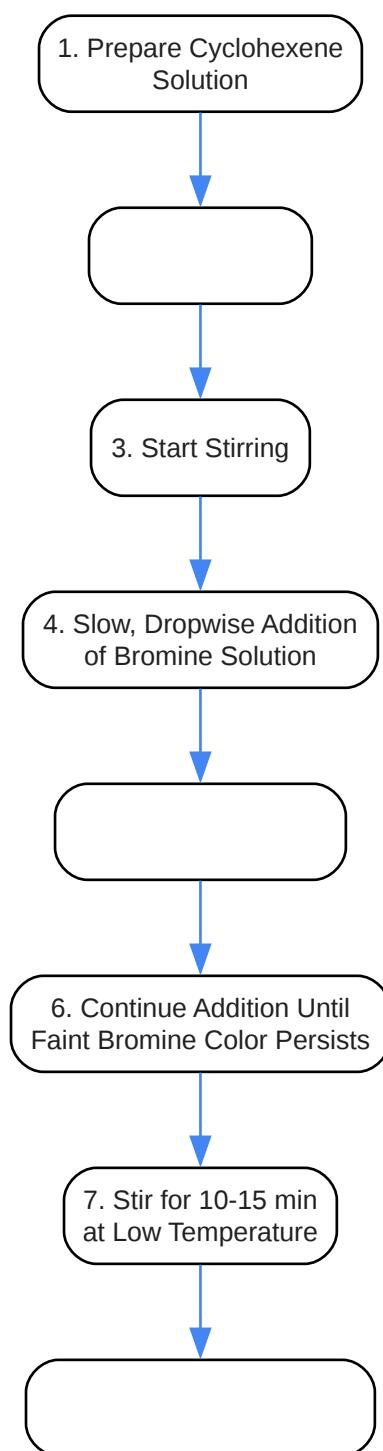 1. Prepare Cyclohexene
Solution
3. Start Stirring
4. Slow, Dropwise Addition
of Bromine Solution
6. Continue Addition Until
Faint Bromine Color Persists
7. Stir for 10-15 min
at Low Temperature